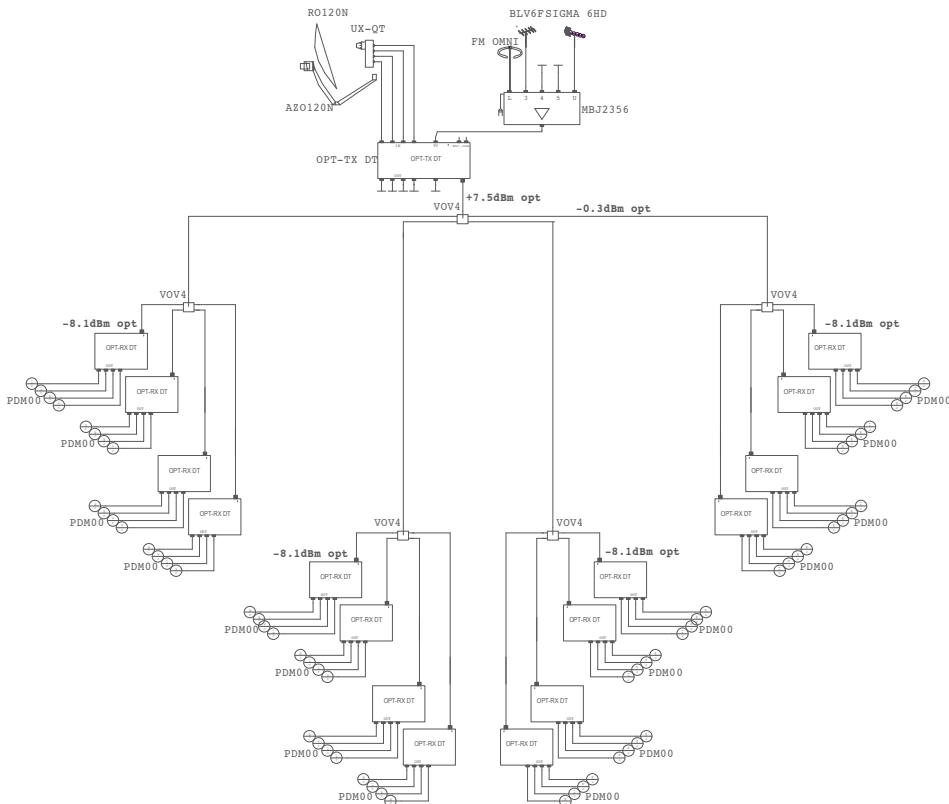 RO120N
BLV6F SIGMA 6HD
UX-QT
FM OMNI
AZO120N
3 4 5 U
MBJ2356
OPT-TX DT
OPT-TX DT
+7.5dBm opt
VOV4
-0.3dBm opt
VOV4
VOV4
-8.1dBm opt
-8.1dBm opt
OPT-RX DT
OPT-RX DT
OPT-RX DT
OPT-RX DT
PDM00
PDM00
PDM00
PDM00
OPT-RX DT
OPT-RX DT
OPT-RX DT
OPT-RX DT
PDM00
PDM00
VOV4
VOV4
-8.1dBm opt
-8.1dBm opt
PDM00
PDM00
OPT-RX DT
OPT-RX DT
OPT-RX DT
OPT-RX DT
PDM00
PDM00
PDM00
PDM00
OPT-RX DT
OPT-RX DT
OPT-RX DT
OPT-RX DT
PDM00
PDM00
PDM00
PDM00